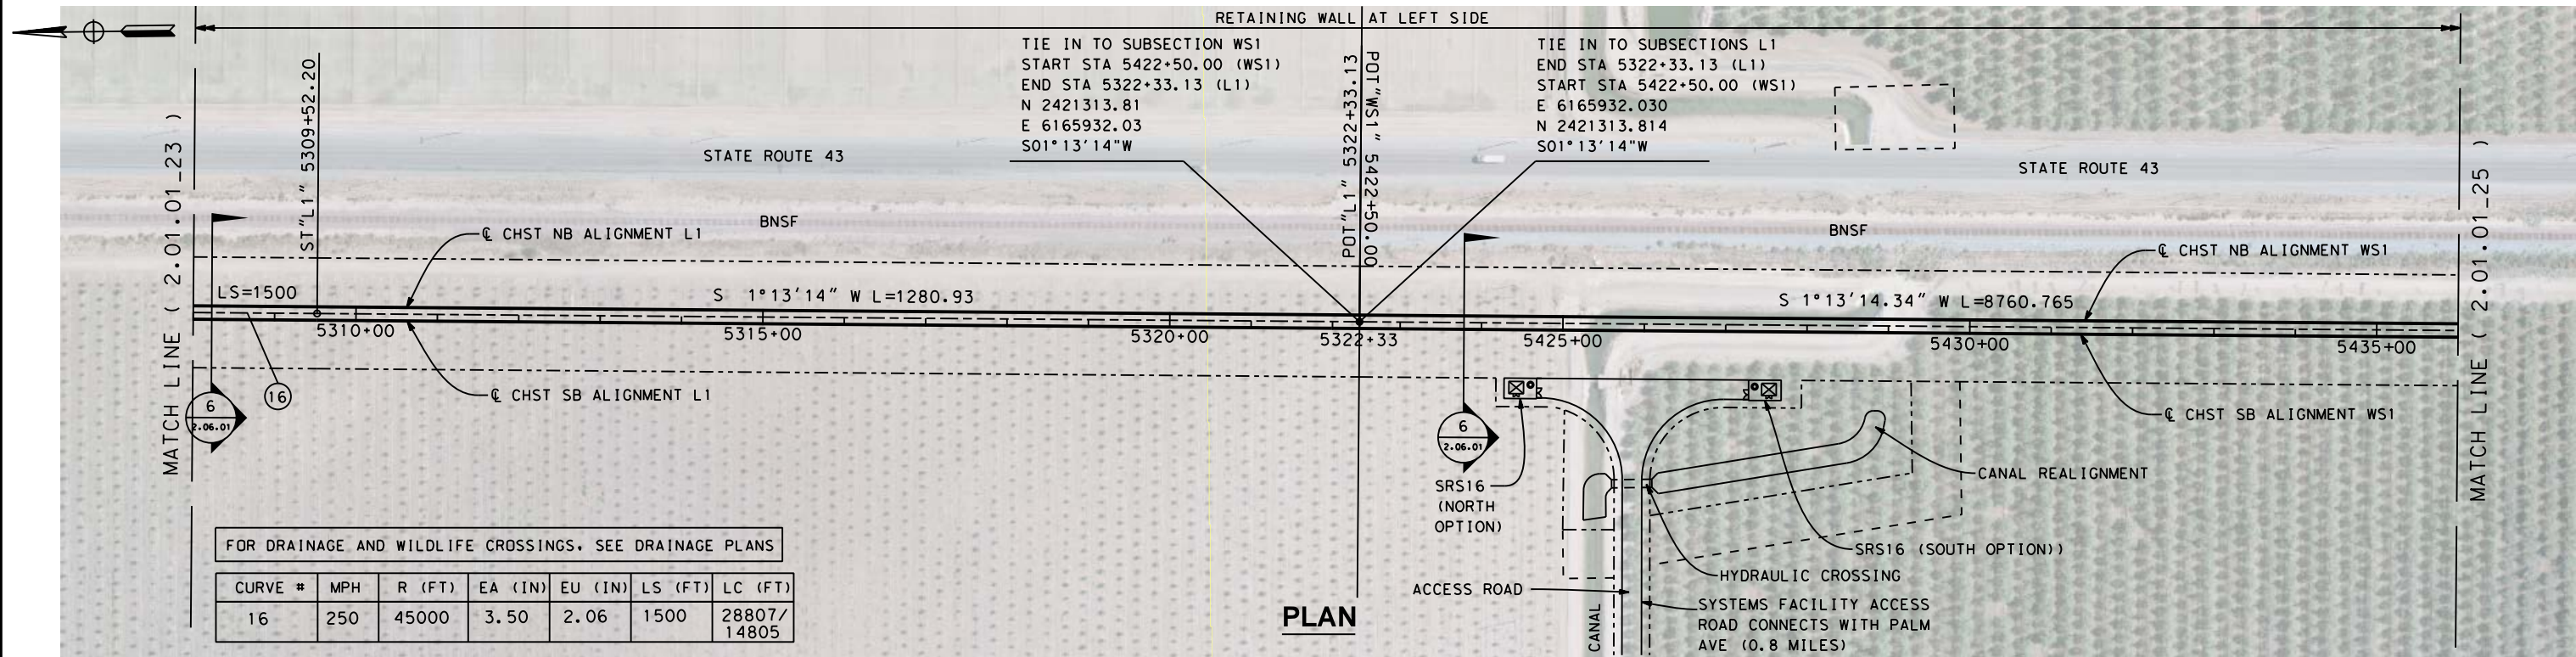 RETAINING WALL AT LEFT SIDE
TIE IN TO SUBSECTION WS1
START STA 5422+50.00 (WS1)
END STA 5322+33.13 (L1)
N 2421313.81
E 6165932.03
S01°13'14"W
TIE IN TO SUBSECTIONS L1
END STA 5322+33.13 (L1)
START STA 5422+50.00 (WS1)
E 6165932.030
N 2421313.814
S01°13'14"W
MATCH LINE ( 2.01.01_23 )
ST"L1" 5309+52.20
POT"L1" 5322+33.13
POT"WS1" 5422+50.00
MATCH LINE ( 2.01.01_25 )
STATE ROUTE 43
STATE ROUTE 43
BNSF
BNSF
℄ CHST NB ALIGNMENT L1
℄ CHST NB ALIGNMENT WS1
LS=1500
S 1°13'14" W L=1280.93
S 1°13'14.34" W L=8760.765
5310+00
5315+00
5320+00
5322+33
5425+00
5430+00
5435+00
16
℄ CHST SB ALIGNMENT L1
℄ CHST SB ALIGNMENT WS1
6
2.06.01
6
2.06.01
SRS16
(NORTH
OPTION)
CANAL REALIGNMENT
SRS16 (SOUTH OPTION))
HYDRAULIC CROSSING
ACCESS ROAD
SYSTEMS FACILITY ACCESS
ROAD CONNECTS WITH PALM
AVE (0.8 MILES)
CANAL
FOR DRAINAGE AND WILDLIFE CROSSINGS, SEE DRAINAGE PLANS
CURVE # MPH R (FT) EA (IN) EU (IN) LS (FT) LC (FT)
16 250 45000 3.50 2.06 1500 28807/
14805
PLAN